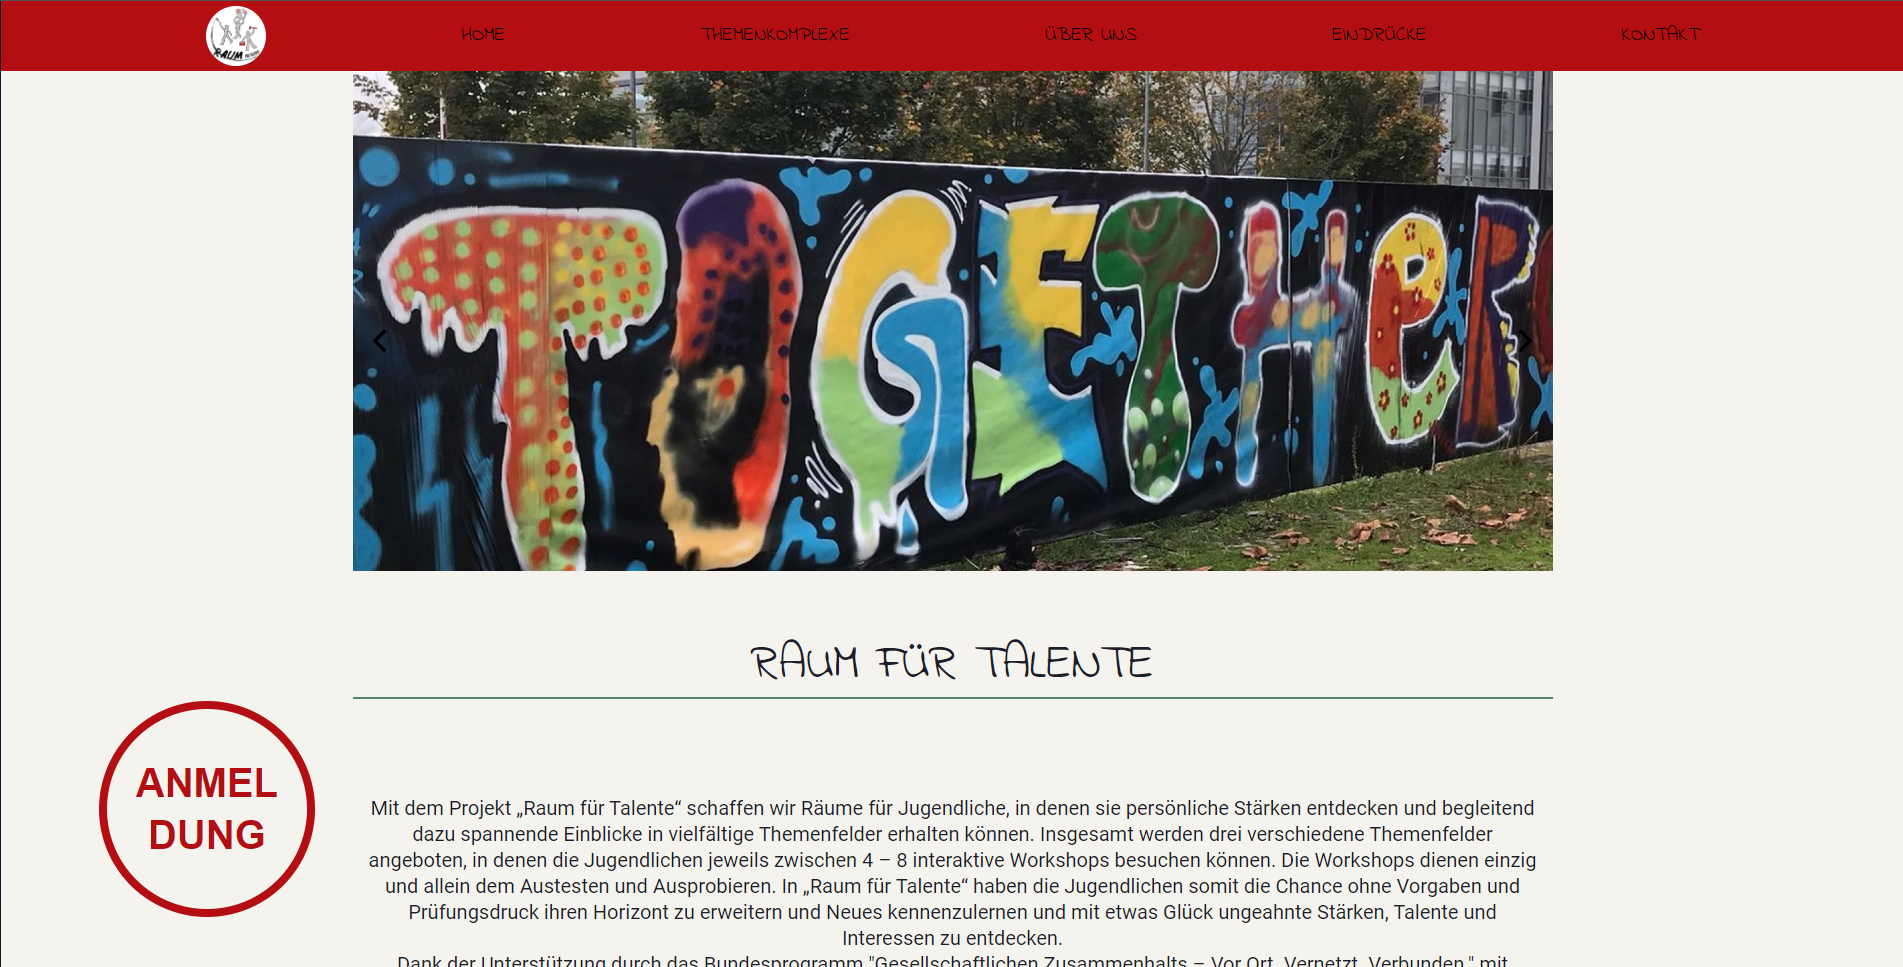 RAUM
HOME
THEMENKOMPLEXE
ÜBER UNS
EINDRÜCKE
KONTAKT
TOGETHER
RAUM FÜR TALENTE
ANMEL
DUNG
Mit dem Projekt „Raum für Talente“ schaffen wir Räume für Jugendliche, in denen sie persönliche Stärken entdecken und begleitend
dazu spannende Einblicke in vielfältige Themenfelder erhalten können. Insgesamt werden drei verschiedene Themenfelder
angeboten, in denen die Jugendlichen jeweils zwischen 4 – 8 interaktive Workshops besuchen können. Die Workshops dienen einzig
und allein dem Austesten und Ausprobieren. In „Raum für Talente“ haben die Jugendlichen somit die Chance ohne Vorgaben und
Prüfungsdruck ihren Horizont zu erweitern und Neues kennenzulernen und mit etwas Glück ungeahnte Stärken, Talente und
Interessen zu entdecken.
Dank der Unterstützung durch das Bundesprogramm "Gesellschaftlichen Zusammenhalts – Vor Ort. Vernetzt. Verbunden." mit